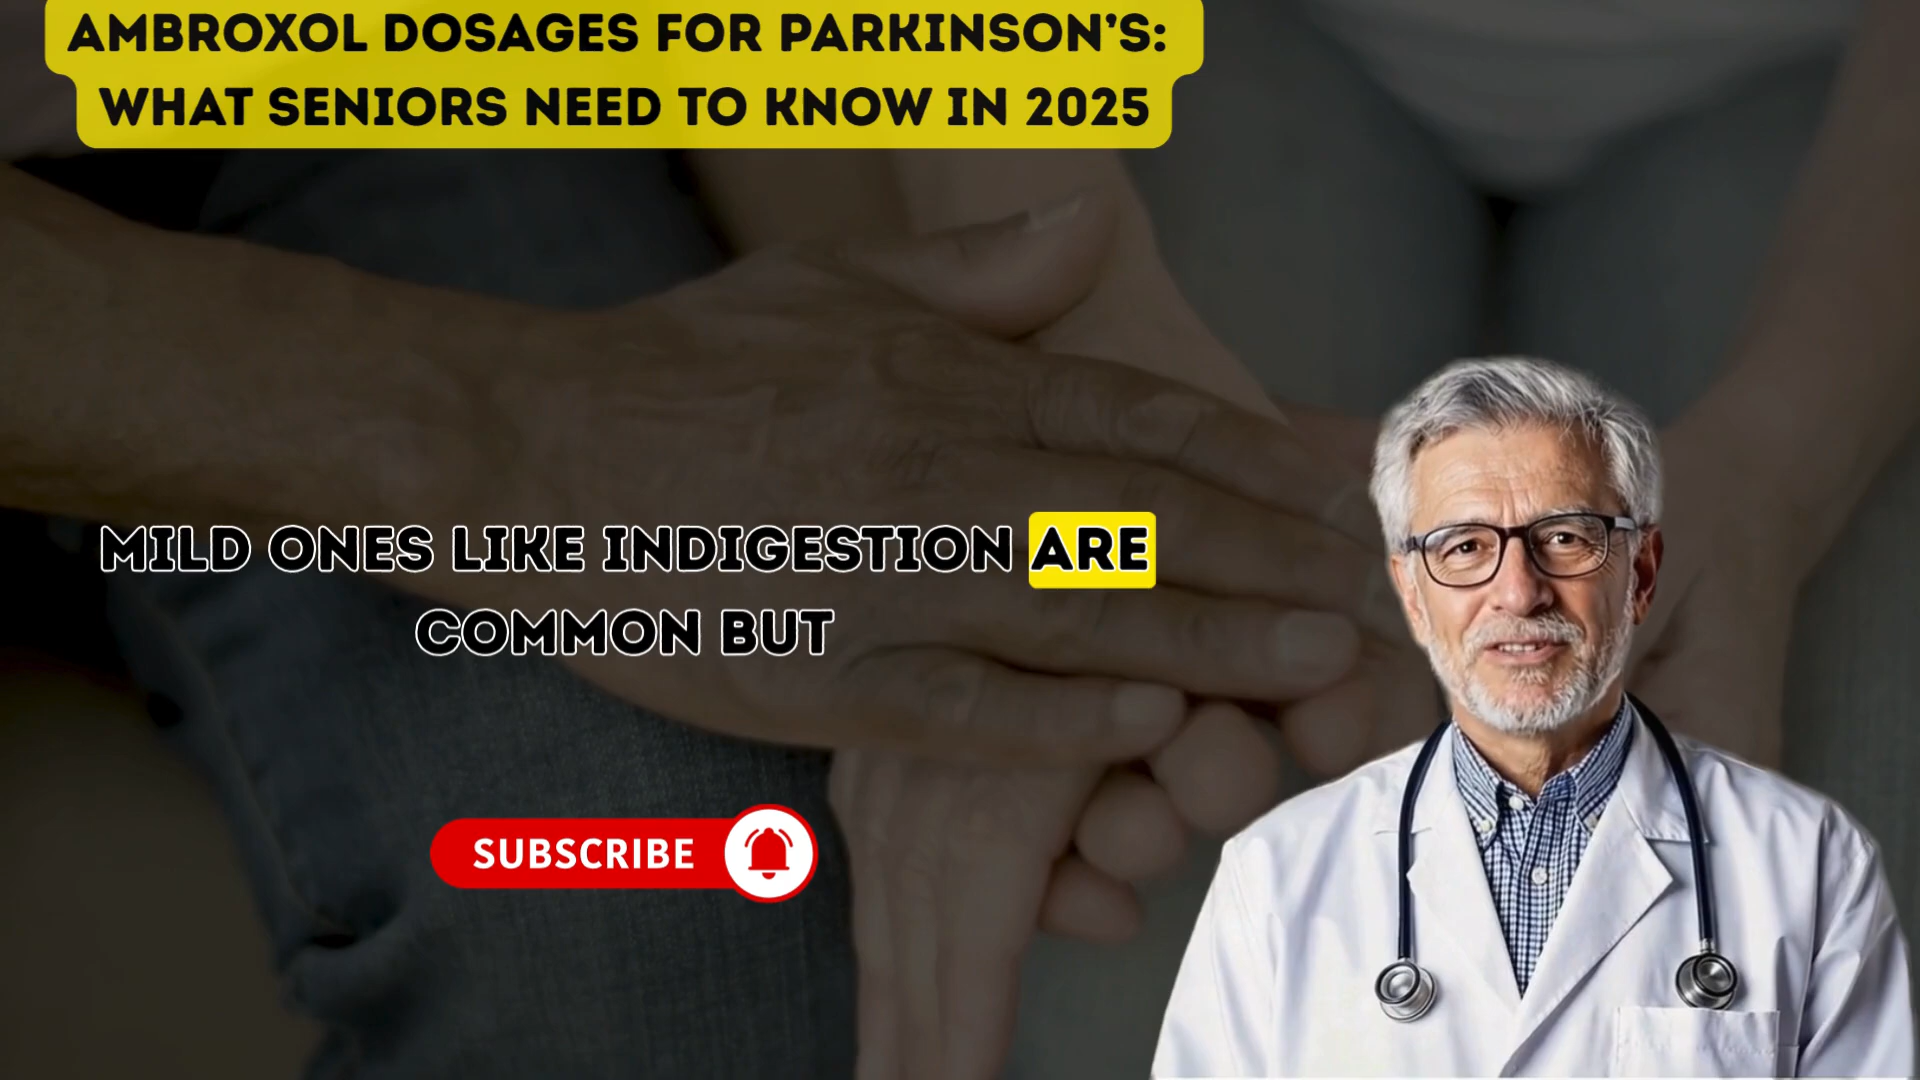 AMBROXOL DOSAGES FOR PARKINSON'S:
WHAT SENIORS NEED TO KNOW IN 2025
MILD ONES LIKE INDIGESTION ARE
COMMON BUT
SUBSCRIBE